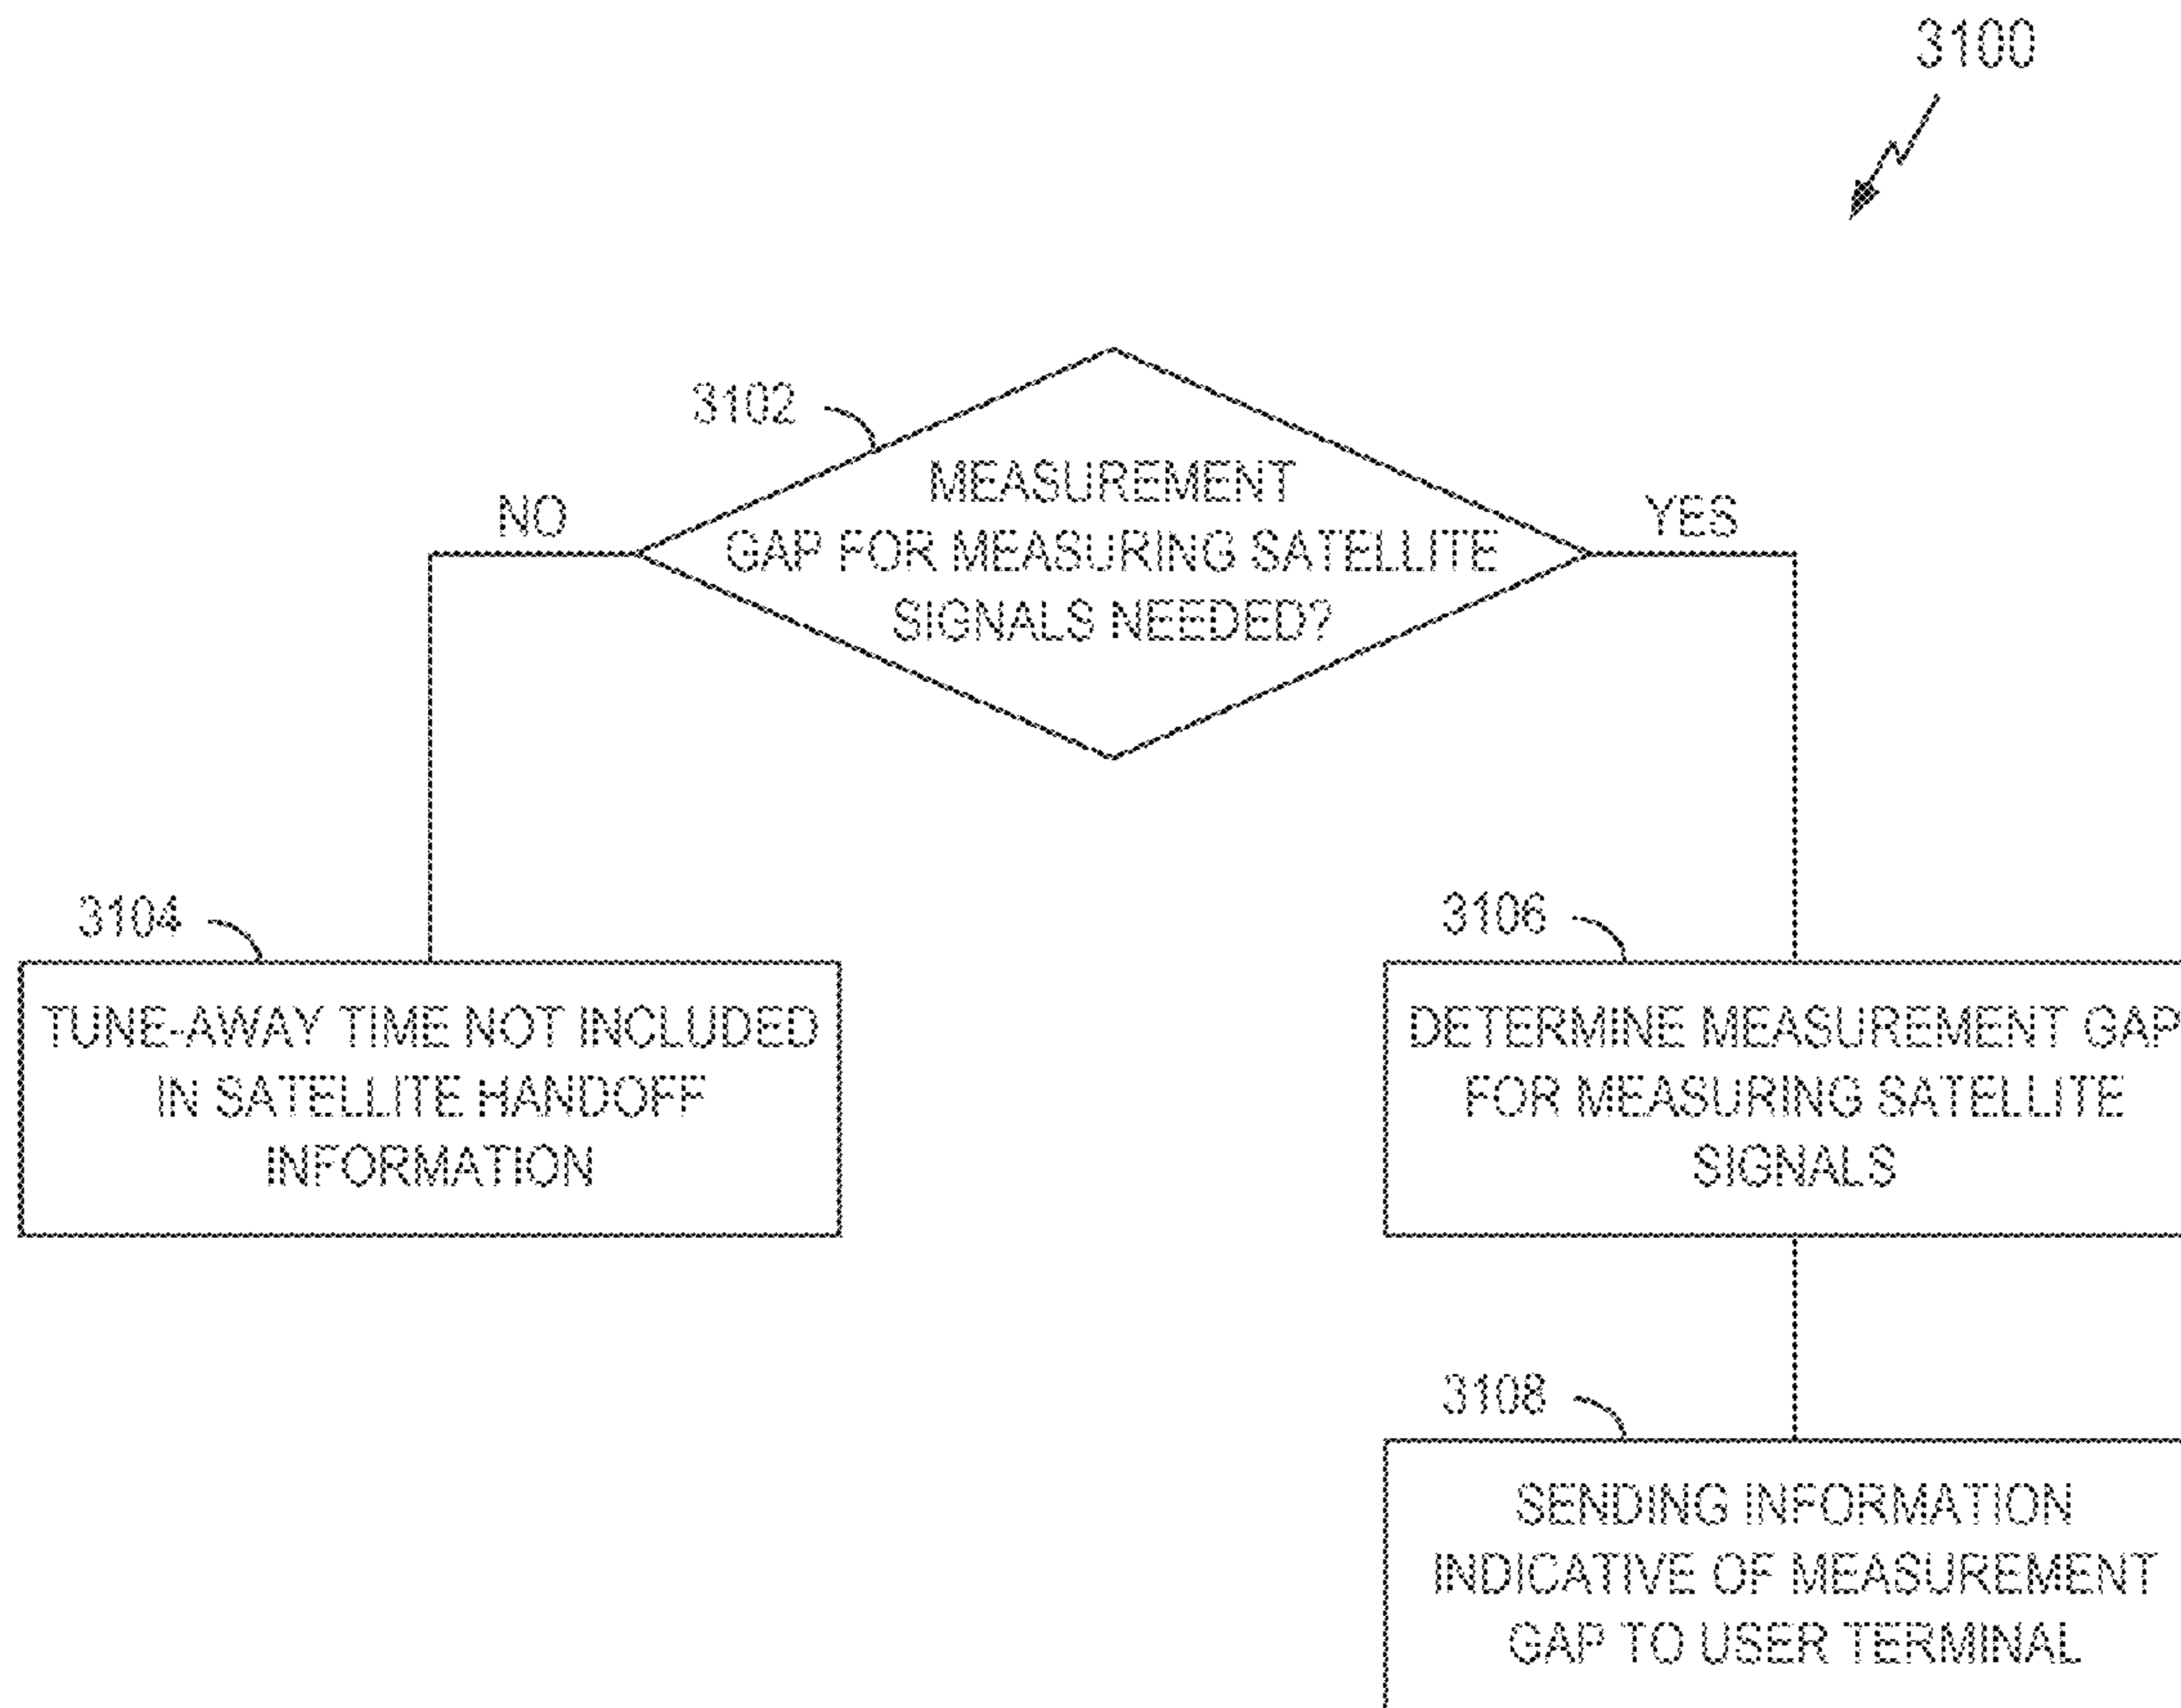 3100
3102
MEASUREMENT
GAP FOR MEASURING SATELLITE
SIGNALS NEEDED?
NO
YES
3104
TUNE-AWAY TIME NOT INCLUDED
IN SATELLITE HANDOFF
INFORMATION
3106
DETERMINE MEASUREMENT GAP
FOR MEASURING SATELLITE
SIGNALS
3108
SENDING INFORMATION
INDICATIVE OF MEASUREMENT
GAP TO USER TERMINAL